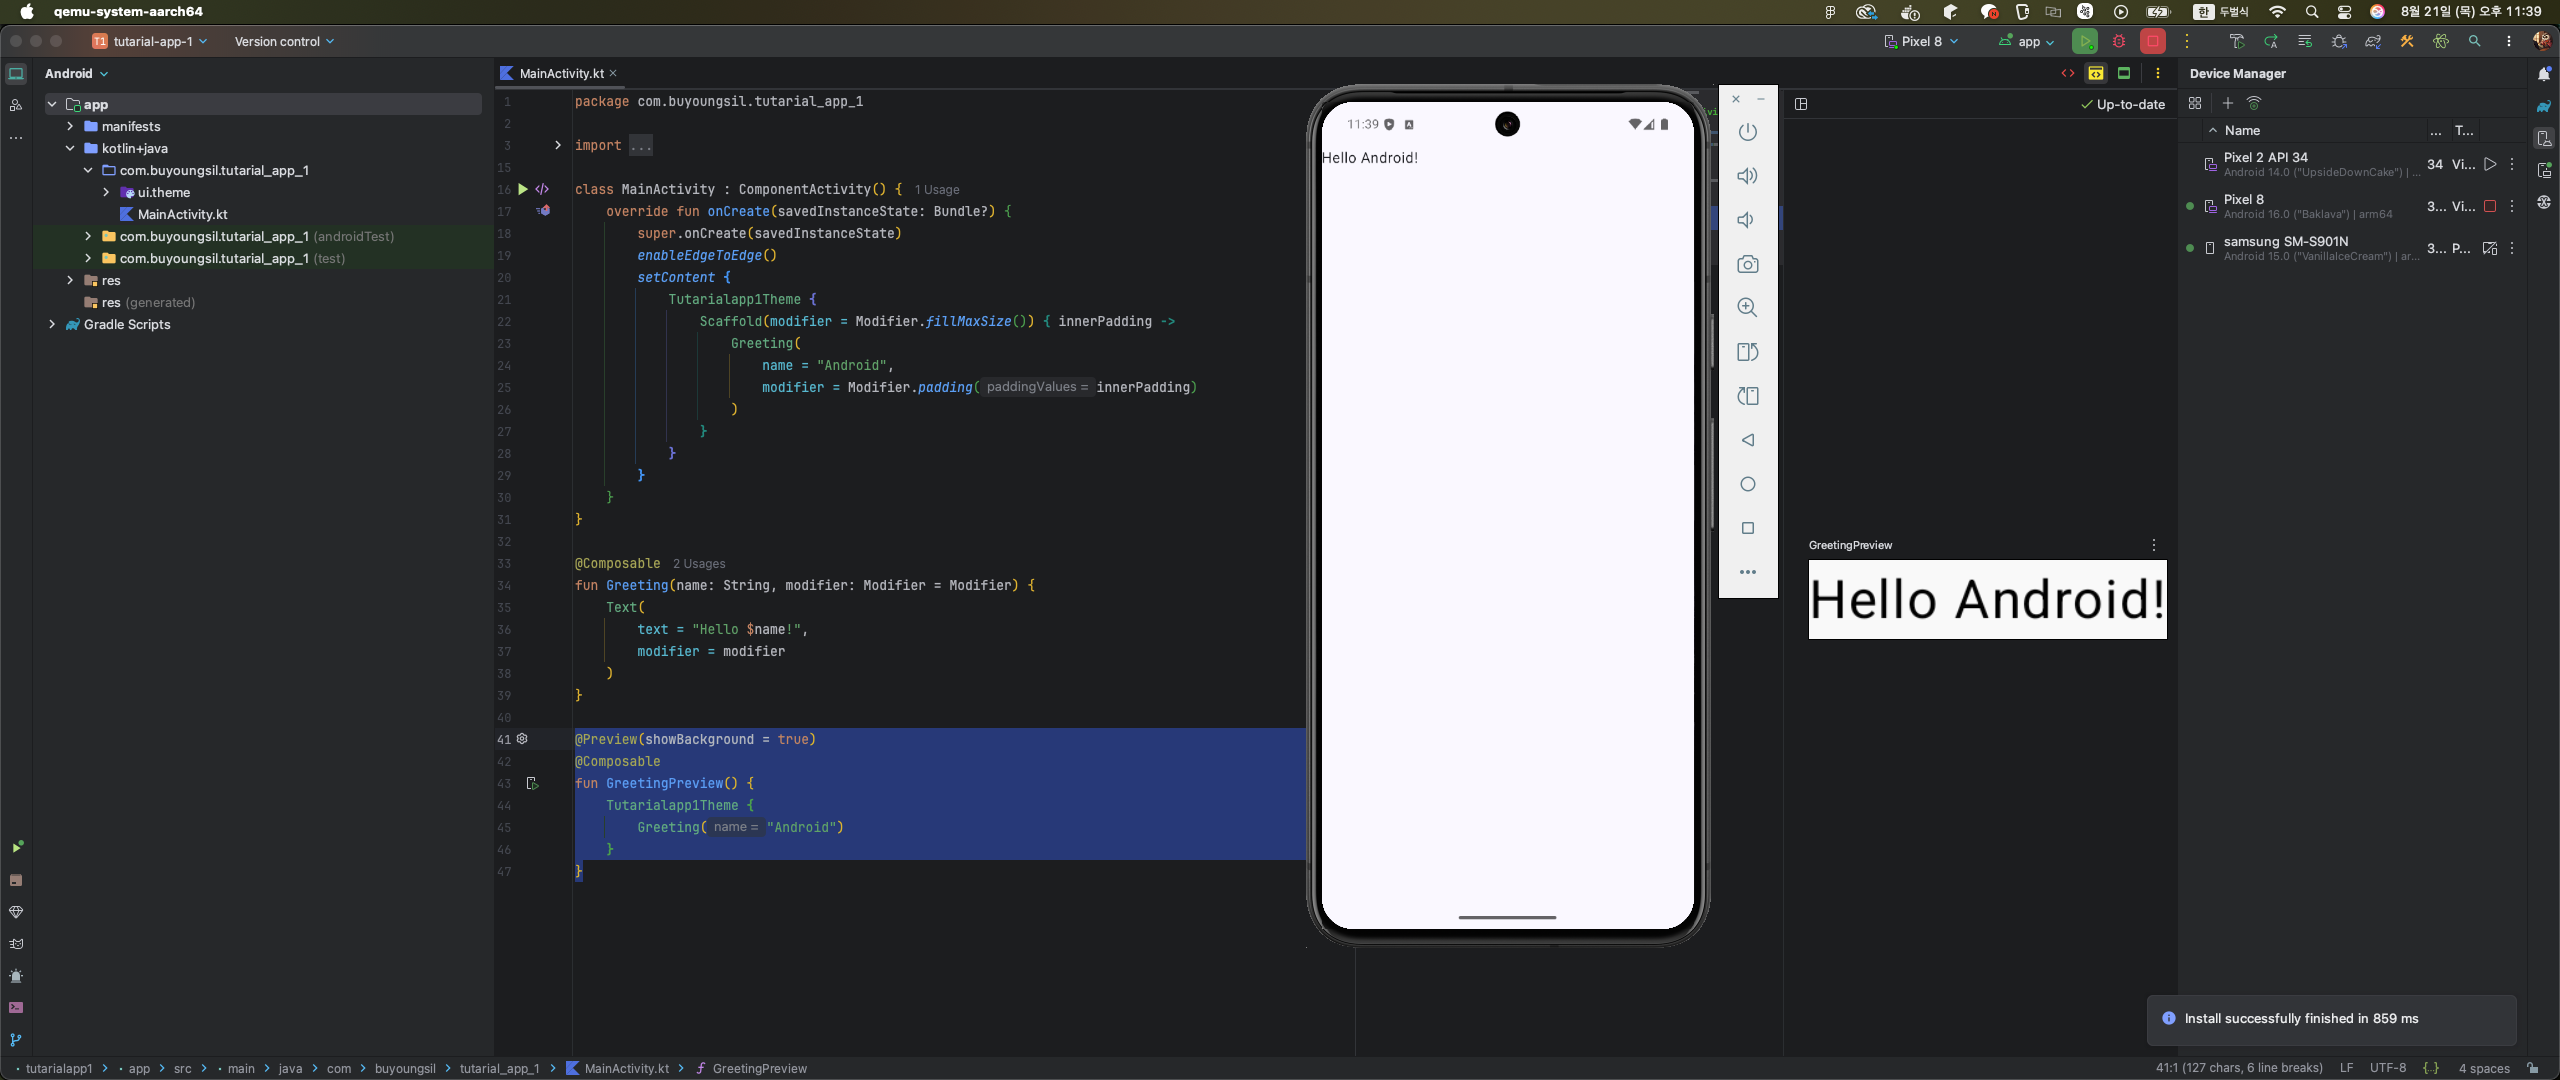 qemu-system-aarch64
두벌식
8월 21일 (목) 오후 11:39
T1 tutarial-app-1
Version control
Pixel 8
app
Android
app
manifests
kotlin+java
com.buyoungsil.tutarial_app_1
ui.theme
MainActivity.kt
com.buyoungsil.tutarial_app_1 (androidTest)
com.buyoungsil.tutarial_app_1 (test)
res
res (generated)
Gradle Scripts
MainActivity.kt
1 package com.buyoungsil.tutarial_app_1
2
3 import ...
15
16 class MainActivity : ComponentActivity() { 1 Usage
17 override fun onCreate(savedInstanceState: Bundle?) {
18 super.onCreate(savedInstanceState)
19 enableEdgeToEdge()
20 setContent {
21 Tutarialapp1Theme {
22 Scaffold(modifier = Modifier.fillMaxSize()) { innerPadding ->
23 Greeting(
24 name = "Android",
25 modifier = Modifier.padding( paddingValues = innerPadding)
26 )
27 }
28 }
29 }
30 }
31 }
32
33 @Composable 2 Usages
34 fun Greeting(name: String, modifier: Modifier = Modifier) {
35 Text(
36 text = "Hello $name!",
37 modifier = modifier
38 )
39 }
40
41 @Preview(showBackground = true)
42 @Composable
43 fun GreetingPreview() {
44 Tutarialapp1Theme {
45 Greeting( name = "Android")
46 }
47 }
11:39
Hello Android!
Up-to-date
GreetingPreview
Hello Android!
Device Manager
Name ... T...
Pixel 2 API 34 34 Vi...
Android 14.0 ("UpsideDownCake") | ...
Pixel 8 3... Vi...
Android 16.0 ("Baklava") | arm64
samsung SM-S901N 3... P...
Android 15.0 ("VanillaIceCream") | ar...
Install successfully finished in 859 ms
tutarialapp1 > app > src > main > java > com > buyoungsil > tutarial_app_1 > MainActivity.kt > GreetingPreview
41:1 (127 chars, 6 line breaks) LF UTF-8 {..} 4 spaces